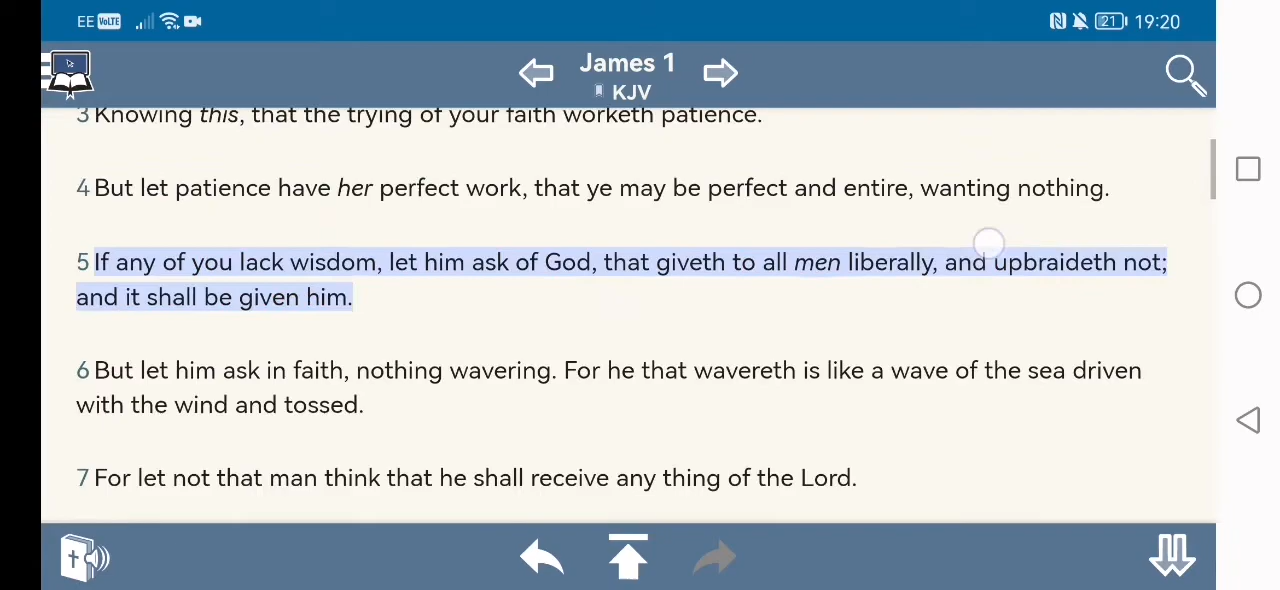 EE VoLTE 21 19:20
James 1
KJV
3 Knowing this, that the trying of your faith worketh patience.
4 But let patience have her perfect work, that ye may be perfect and entire, wanting nothing.
5 If any of you lack wisdom, let him ask of God, that giveth to all men liberally, and upbraideth not;
and it shall be given him.
6 But let him ask in faith, nothing wavering. For he that wavereth is like a wave of the sea driven
with the wind and tossed.
7 For let not that man think that he shall receive any thing of the Lord.